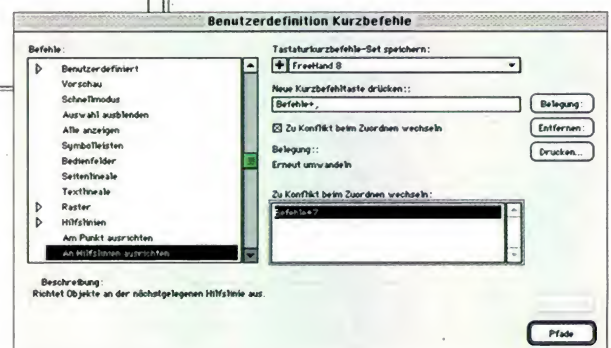 Benutzerdefinition Kurzbefehle
Befehle:
Benutzerdefiniert
Vorschau
Schnellmodus
Auswahl ausblenden
Alle anzeigen
Symbolleisten
Bedienfelder
Seitenlineale
Textlineale
Raster
Hilfslinien
Am Punkt ausrichten
An Hilfslinien ausrichten
Tastaturkurzbefehle-Set speichern:
FreeHand 8
Neue Kurzbefehltaste drücken::
Befehle+,
Zu Konflikt beim Zuordnen wechseln
Belegung::
Erneut umwandeln
Zu Konflikt beim Zuordnen wechseln:
Befehle+7
Belegung:
Entfernen:
Drucken...
Beschreibung:
Richtet Objekte an der nächstgelegenen Hilfslinie aus.
Pfade